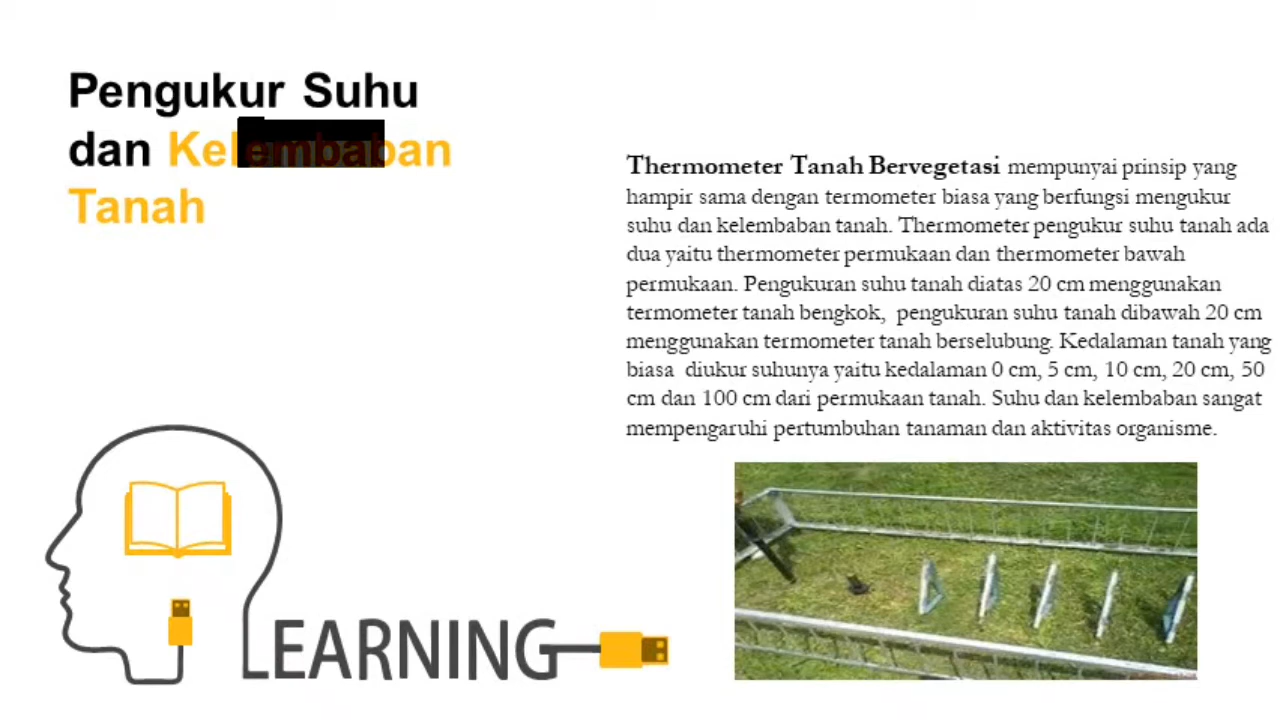 Pengukur Suhu
dan Kelembaban
Tanah
Thermometer Tanah Bervegetasi mempunyai prinsip yang
hampir sama dengan termometer biasa yang berfungsi mengukur
suhu dan kelembaban tanah. Thermometer pengukur suhu tanah ada
dua yaitu thermometer permukaan dan thermometer bawah
permukaan. Pengukuran suhu tanah diatas 20 cm menggunakan
termometer tanah bengkok, pengukuran suhu tanah dibawah 20 cm
menggunakan termometer tanah berselubung. Kedalaman tanah yang
biasa diukur suhunya yaitu kedalaman 0 cm, 5 cm, 10 cm, 20 cm, 50
cm dan 100 cm dari permukaan tanah. Suhu dan kelembaban sangat
mempengaruhi pertumbuhan tanaman dan aktivitas organisme.
LEARNING